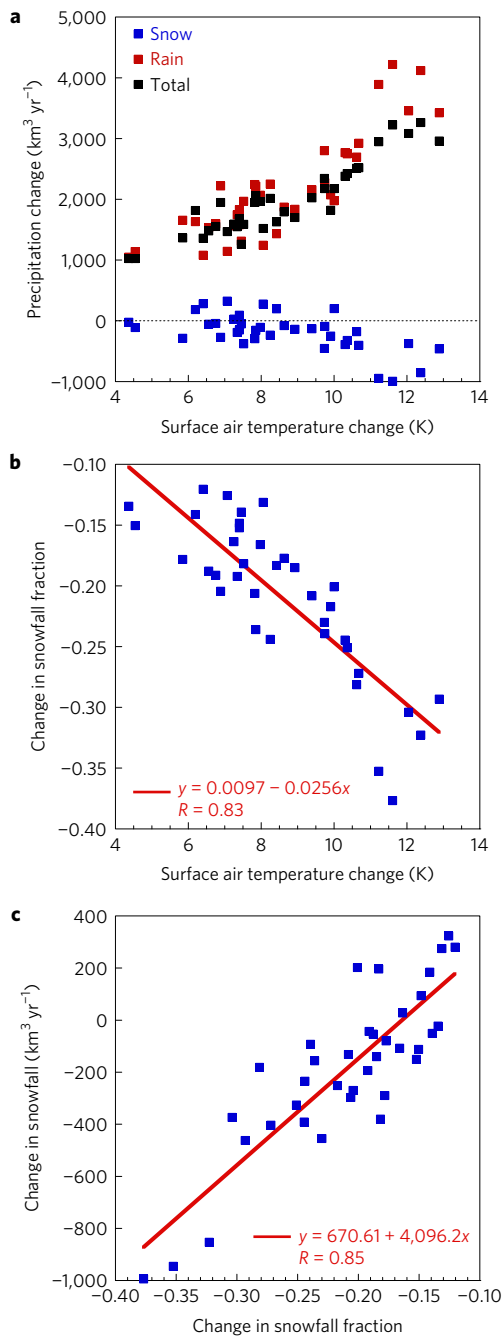 a
5,000
4,000
3,000
2,000
1,000
0
−1,000
Snow
Rain
Total
Precipitation change (km³ yr⁻¹)
4 6 8 10 12 14
Surface air temperature change (K)
b
−0.10
−0.15
−0.20
−0.25
−0.30
−0.35
−0.40
Change in snowfall fraction
y = 0.0097 − 0.0256x
R = 0.83
4 6 8 10 12 14
Surface air temperature change (K)
c
400
200
0
−200
−400
−600
−800
−1,000
Change in snowfall (km³ yr⁻¹)
y = 670.61 + 4,096.2x
R = 0.85
−0.40 −0.35 −0.30 −0.25 −0.20 −0.15 −0.10
Change in snowfall fraction